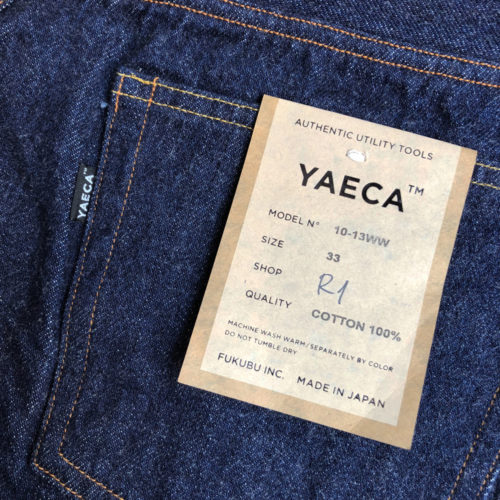 AUTHENTIC UTILITY TOOLS
YAECA™
MODEL N° 10-13WW
SIZE 33
SHOP R1
QUALITY COTTON 100%
MACHINE WASH WARM/SEPARATELY BY COLOR
DO NOT TUMBLE DRY
FUKUBU INC. MADE IN JAPAN
YAECA™